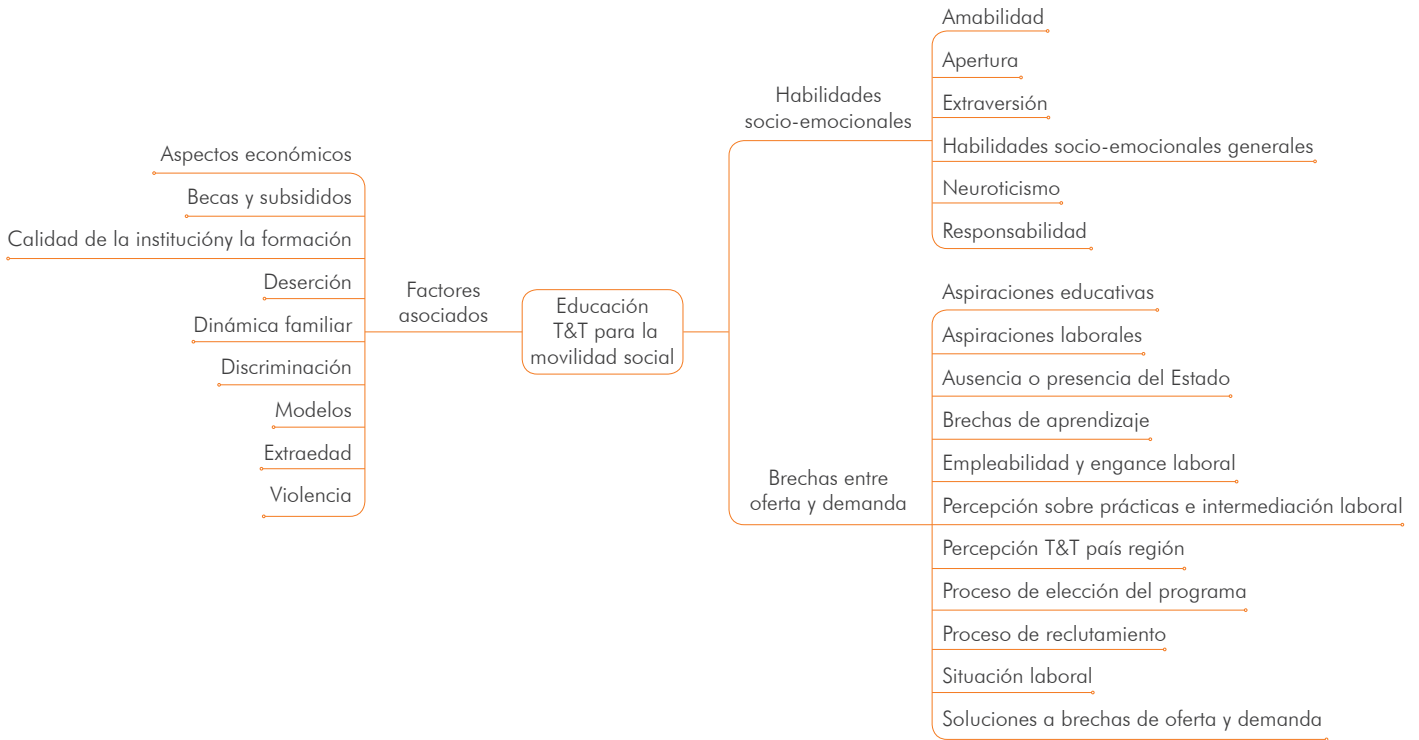 Aspectos económicos
Becas y subsididos
Calidad de la institucióny la formación
Deserción
Dinámica familiar
Discriminación
Modelos
Extraedad
Violencia
Factores
asociados
Educación
T&T para la
movilidad social
Habilidades
socio-emocionales
Amabilidad
Apertura
Extraversión
Habilidades socio-emocionales generales
Neuroticismo
Responsabilidad
Brechas entre
oferta y demanda
Aspiraciones educativas
Aspiraciones laborales
Ausencia o presencia del Estado
Brechas de aprendizaje
Empleabilidad y engance laboral
Percepción sobre prácticas e intermediación laboral
Percepción T&T país región
Proceso de elección del programa
Proceso de reclutamiento
Situación laboral
Soluciones a brechas de oferta y demanda